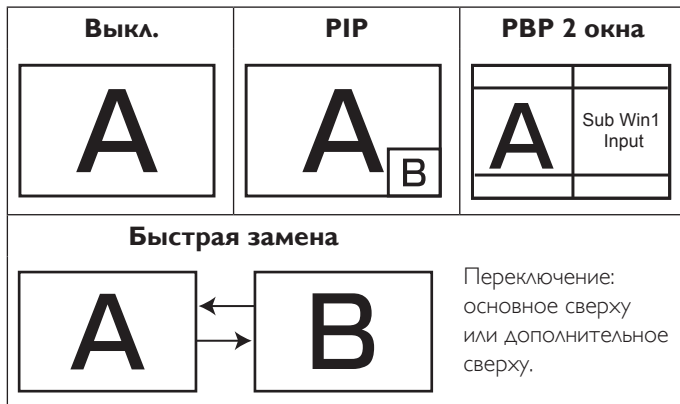 Выкл.
PIP
PBP 2 окна
A
A
B
A
Sub Win1
Input
Быстрая замена
A
B
Переключение:
основное сверху
или дополнительное
сверху.